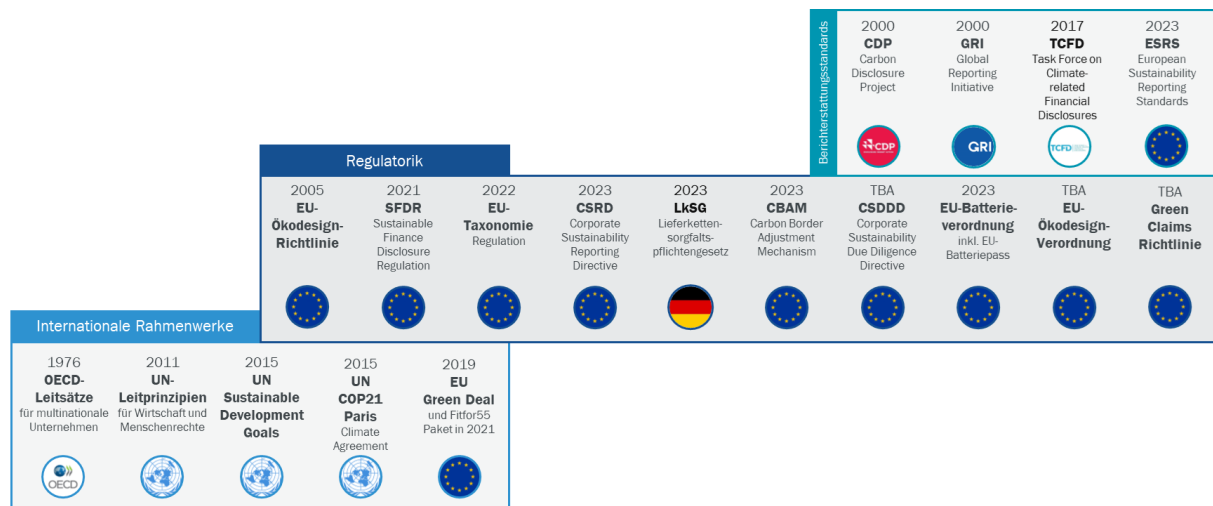 Berichterstattungsstandards
2000
CDP
Carbon
Disclosure
Project
CDP
2000
GRI
Global
Reporting
Initiative
GRI
2017
TCFD
Task Force on
Climate-
related
Financial
Disclosures
TCFD
2023
ESRS
European
Sustainability
Reporting
Standards
Regulatorik
2005
EU-
Ökodesign-
Richtlinie
2021
SFDR
Sustainable
Finance
Disclosure
Regulation
2022
EU-
Taxonomie
Regulation
2023
CSRD
Corporate
Sustainability
Reporting
Directive
2023
LkSG
Lieferketten-
sorgfalts-
pflichtengesetz
2023
CBAM
Carbon Border
Adjustment
Mechanism
TBA
CSDDD
Corporate
Sustainability
Due Diligence
Directive
2023
EU-Batterie-
verordnung
inkl. EU-
Batteriepass
TBA
EU-
Ökodesign-
Verordnung
TBA
Green
Claims
Richtlinie
Internationale Rahmenwerke
1976
OECD-
Leitsätze
für multinationale
Unternehmen
OECD
2011
UN-
Leitprinzipien
für Wirtschaft und
Menschenrechte
2015
UN
Sustainable
Development
Goals
2015
UN
COP21
Paris
Climate
Agreement
2019
EU
Green Deal
und Fitfor55
Paket in 2021